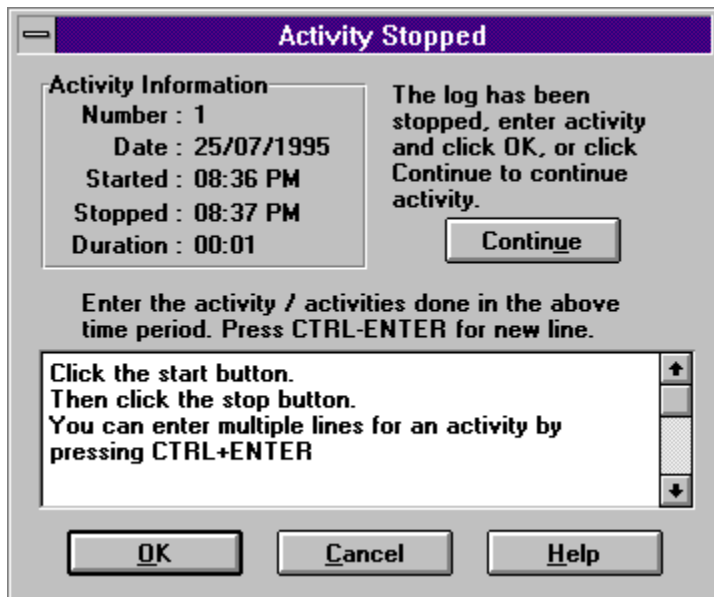 Activity Stopped
Activity Information
Number : 1
Date : 25/07/1995
Started : 08:36 PM
Stopped : 08:37 PM
Duration : 00:01
The log has been
stopped, enter activity
and click OK, or click
Continue to continue
activity.
Continue
Enter the activity / activities done in the above
time period. Press CTRL-ENTER for new line.
Click the start button.
Then click the stop button.
You can enter multiple lines for an activity by
pressing CTRL+ENTER
OK
Cancel
Help